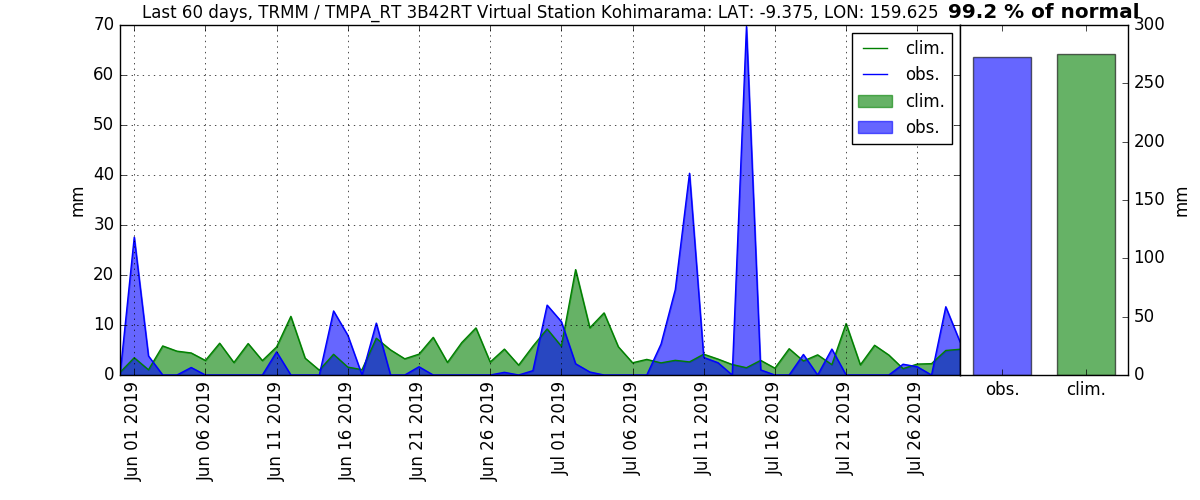 Last 60 days, TRMM / TMPA_RT 3B42RT Virtual Station Kohimarama: LAT: -9.375, LON: 159.625 99.2 % of normal
70
60
50
40
30
20
10
0
mm
clim.
obs.
clim.
obs.
300
250
200
150
100
50
0
mm
Jun 01 2019
Jun 06 2019
Jun 11 2019
Jun 16 2019
Jun 21 2019
Jun 26 2019
Jul 01 2019
Jul 06 2019
Jul 11 2019
Jul 16 2019
Jul 21 2019
Jul 26 2019
obs.
clim.